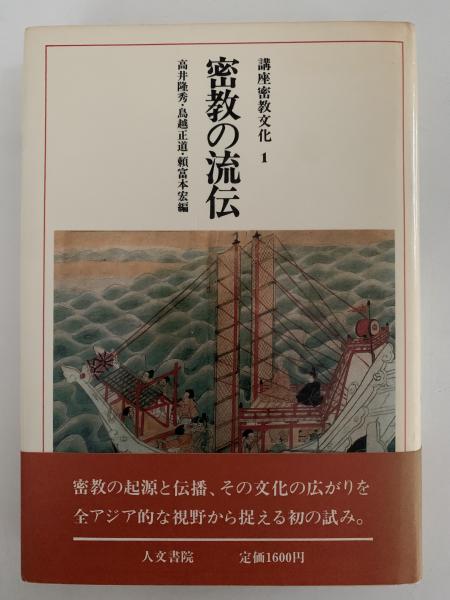 講座密教文化 1
密教の流伝
高井隆秀・鳥越正道・頼富本宏編
密教の起源と伝播、その文化の広がりを
全アジア的な視野から捉える初の試み。
人文書院 定価1600円